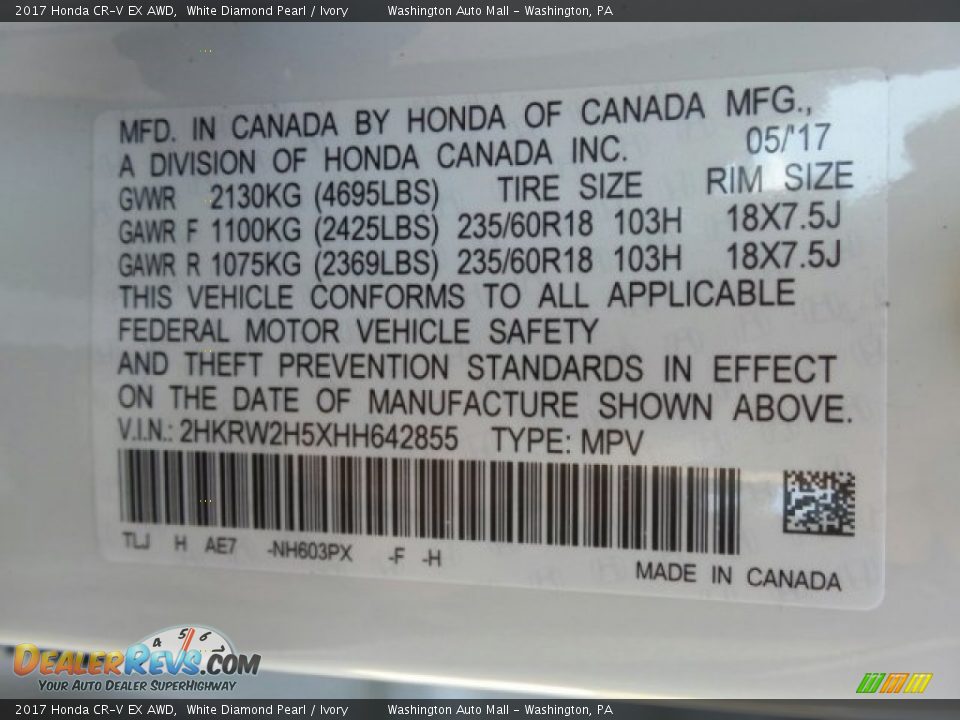 2017 Honda CR-V EX AWD, White Diamond Pearl / Ivory Washington Auto Mall - Washington, PA
MFD. IN CANADA BY HONDA OF CANADA MFG.,
A DIVISION OF HONDA CANADA INC. 05/'17
GVWR 2130KG (4695LBS) TIRE SIZE RIM SIZE
GAWR F 1100KG (2425LBS) 235/60R18 103H 18X7.5J
GAWR R 1075KG (2369LBS) 235/60R18 103H 18X7.5J
THIS VEHICLE CONFORMS TO ALL APPLICABLE
FEDERAL MOTOR VEHICLE SAFETY
AND THEFT PREVENTION STANDARDS IN EFFECT
ON THE DATE OF MANUFACTURE SHOWN ABOVE.
V.I.N.: 2HKRW2H5XHH642855 TYPE: MPV
TLJ H AE7 -NH603PX -F -H
MADE IN CANADA
4 5 6
DEALERREVS.COM
YOUR AUTO DEALER SUPERHIGHWAY
2017 Honda CR-V EX AWD, White Diamond Pearl / Ivory Washington Auto Mall - Washington, PA